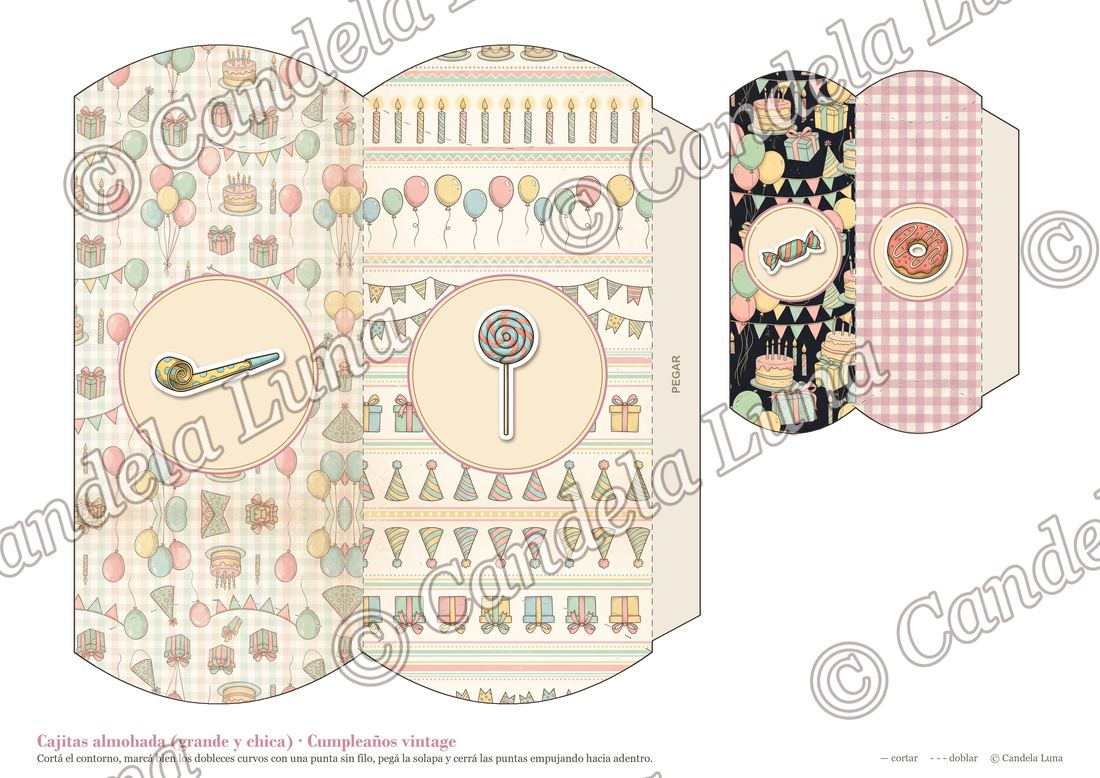 © Candela Luna
© Candela Luna
© Candela Luna
© Candela Luna
© Candela Luna
PEGAR
Cajitas almohada (grande y chica) · Cumpleaños vintage
Cortá el contorno, marcá bien los dobleces curvos con una punta sin filo, pegá la solapa y cerrá las puntas empujando hacia adentro.
— cortar - - - doblar © Candela Luna